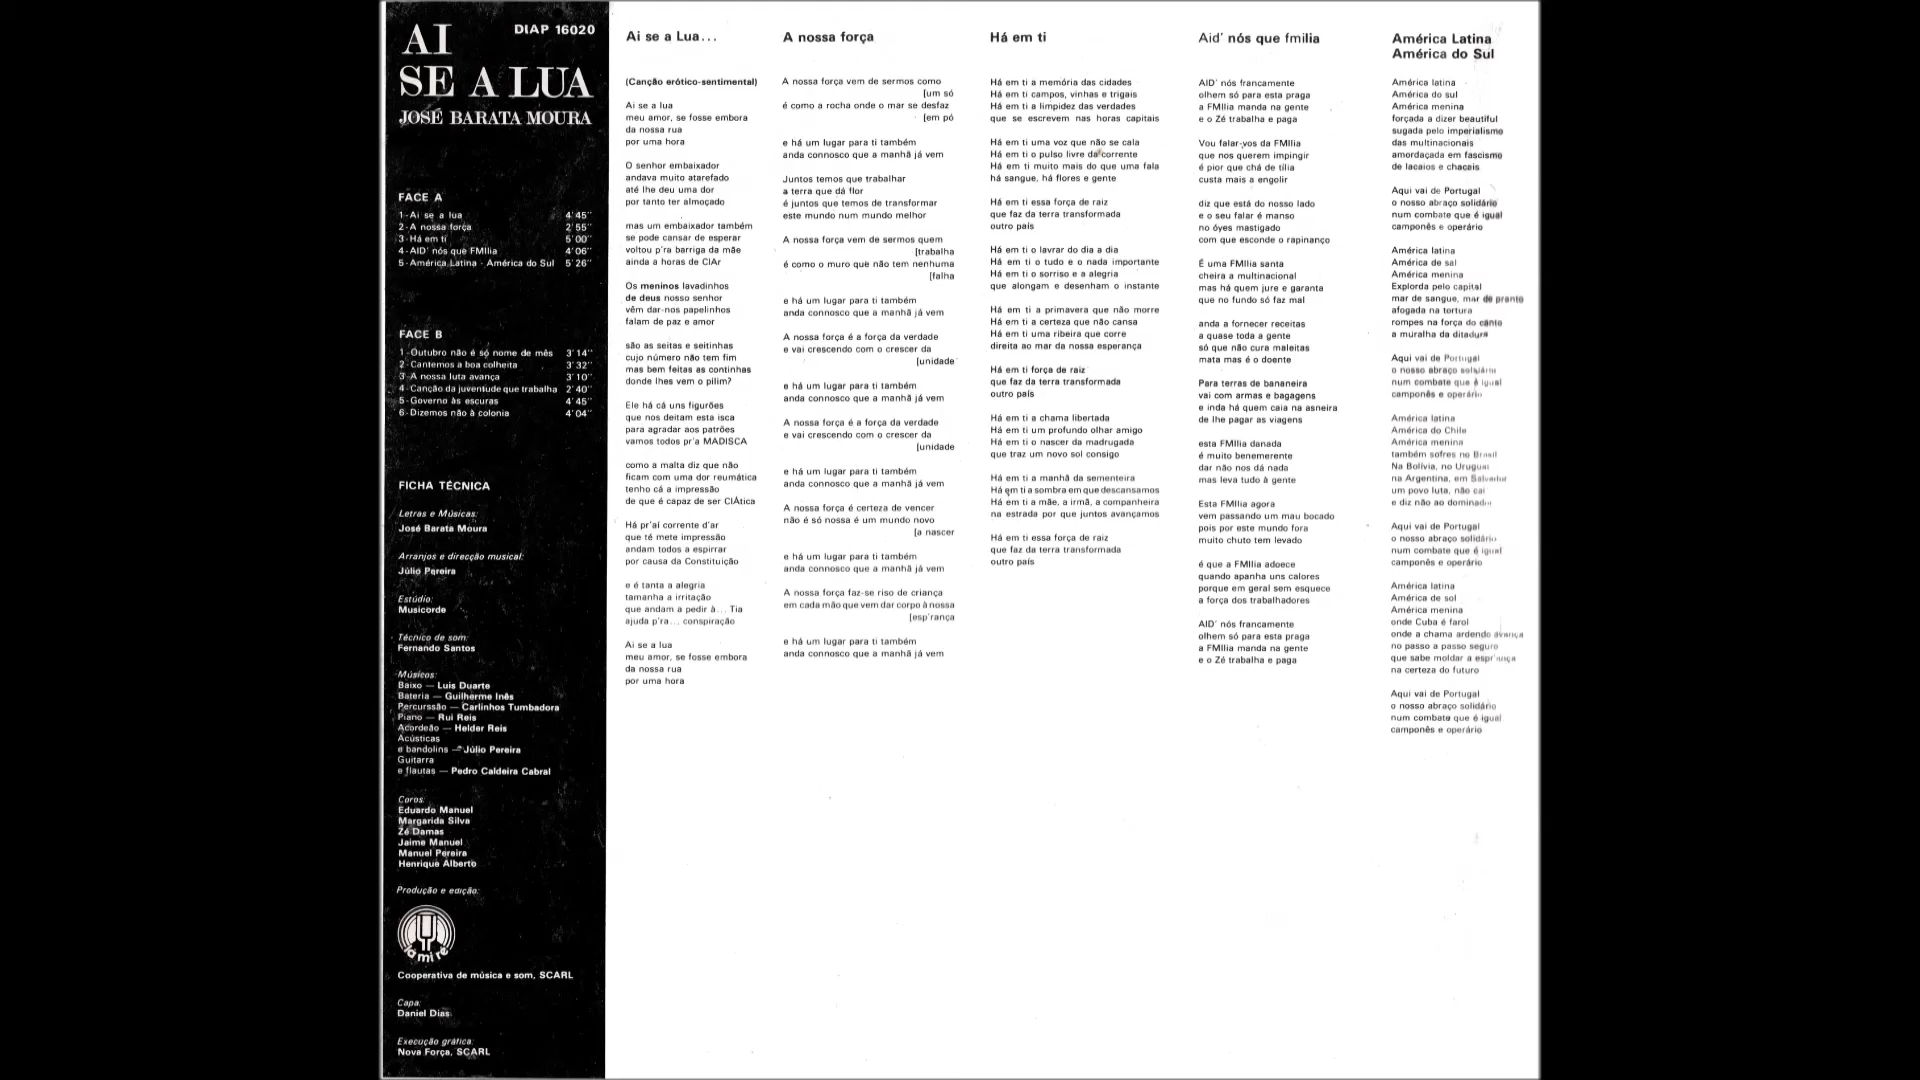 DIAP 16020
AI
SE A LUA
JOSÉ BARATA MOURA
FACE A
1-Ai se a lua 4'45''
2-A nossa força 2'55''
3-Há em ti 5'00''
4-AID' nós que FMIlia 4'06''
5-América Latina - América do Sul 5'26''
FACE B
1-Outubro não é só nome de mês 3'14''
2-Cantemos a boa colheita 3'32''
3-A nossa luta avança 3'10''
4-Canção da juventude que trabalha 2'40''
5-Governo às escuras 4'45''
6-Dizemos não à colonia 4'04''
FICHA TÉCNICA
Letras e Músicas:
José Barata Moura
Arranjos e direcção musical:
Júlio Pereira
Estúdio:
Musicorde
Técnico de som:
Fernando Santos
Músicos:
Baixo — Luis Duarte
Bateria — Guilherme Inês
Percurssão — Carlinhos Tumbadora
Piano — Rui Reis
Acordeão — Helder Reis
Acústicas
e bandolins — Júlio Pereira
Guitarra
e flautas — Pedro Caldeira Cabral
Coros:
Eduardo Manuel
Margarida Silva
Zé Damas
Jaime Manuel
Manuel Pereira
Henrique Alberto
Produção e edição:
la mi ré
Cooperativa de música e som, SCARL
Capa:
Daniel Dias
Execução gráfica:
Nova Força, SCARL
Ai se a Lua...
(Canção erótico-sentimental)
Ai se a lua
meu amor, se fosse embora
da nossa rua
por uma hora
O senhor embaixador
andava muito atarefado
até lhe deu uma dor
por tanto ter almoçado
mas um embaixador também
se pode cansar de esperar
voltou p'ra barriga da mãe
ainda a horas de CIAr
Os meninos lavadinhos
de deus nosso senhor
vêm dar-nos papelinhos
falam de paz e amor
são as seitas e seitinhas
cujo número não tem fim
mas bem feitas as continhas
donde lhes vem o pilim?
Ele há cá uns figurões
que nos deitam esta isca
para agradar aos patrões
vamos todos pr'a MADISCA
como a malta diz que não
ficam com uma dor reumática
tenho cá a impressão
de que é capaz de ser CIÁtica
Há pr'aí corrente d'ar
que té mete impressão
andam todos a espirrar
por causa da Constituição
e é tanta a alegria
tamanha a irritação
que andam a pedir à... Tia
ajuda p'ra... conspiração
Ai se a lua
meu amor, se fosse embora
da nossa rua
por uma hora
A nossa força
A nossa força vem de sermos como
[um só
é como a rocha onde o mar se desfaz
[em pó
e há um lugar para ti também
anda connosco que a manhã já vem
Juntos temos que trabalhar
a terra que dá flor
é juntos que temos de transformar
este mundo num mundo melhor
A nossa força vem de sermos quem
[trabalha
é como o muro que não tem nenhuma
[falha
e há um lugar para ti também
anda connosco que a manhã já vem
A nossa força é a força da verdade
e vai crescendo com o crescer da
[unidade
e há um lugar para ti também
anda connosco que a manhã já vem
A nossa força é a força da verdade
e vai crescendo com o crescer da
[unidade
e há um lugar para ti também
anda connosco que a manhã já vem
A nossa força é certeza de vencer
não é só nossa é um mundo novo
[a nascer
e há um lugar para ti também
anda connosco que a manhã já vem
A nossa força faz-se riso de criança
em cada mão que vem dar corpo à nossa
[esp'rança
e há um lugar para ti também
anda connosco que a manhã já vem
Há em ti
Há em ti a memória das cidades
Há em ti campos, vinhas e trigais
Há em ti a limpidez das verdades
que se escrevem nas horas capitais
Há em ti uma voz que não se cala
Há em ti o pulso livre da corrente
Há em ti muito mais do que uma fala
há sangue, há flores e gente
Há em ti essa força de raiz
que faz da terra transformada
outro país
Há em ti o lavrar do dia a dia
Há em ti o tudo e o nada importante
Há em ti o sorriso e a alegria
que alongam e desenham o instante
Há em ti a primavera que não morre
Há em ti a certeza que não cansa
Há em ti uma ribeira que corre
direita ao mar da nossa esperança
Há em ti força de raiz
que faz da terra transformada
outro país
Há em ti a chama libertada
Há em ti um profundo olhar amigo
Há em ti o nascer da madrugada
que traz um novo sol consigo
Há em ti a manhã da sementeira
Há em ti a sombra em que descansamos
Há em ti a mãe, a irmã, a companheira
na estrada por que juntos avançamos
Há em ti essa força de raiz
que faz da terra transformada
outro país
Aid' nós que fmilia
AID' nós francamente
olhem só para esta praga
a FMIlia manda na gente
e o Zé trabalha e paga
Vou falar-vos da FMIlia
que nos querem impingir
é pior que chá de tília
custa mais a engolir
diz que está do nosso lado
e o seu falar é manso
no óyes mastigado
com que esconde o rapinanço
É uma FMIlia santa
cheira a multinacional
mas há quem jure e garanta
que no fundo só faz mal
anda a fornecer receitas
a quase toda a gente
só que não cura maleitas
mata mas é o doente
Para terras de bananeira
vai com armas e bagagens
e inda há quem caia na asneira
de lhe pagar as viagens
esta FMIlia danada
é muito benemerente
dar não nos dá nada
mas leva tudo à gente
Esta FMIlia agora
vem passando um mau bocado
pois por este mundo fora
muito chuto tem levado
é que a FMIlia adoece
quando apanha uns calores
porque em geral sem esquece
a força dos trabalhadores
AID' nós francamente
olhem só para esta praga
a FMIlia manda na gente
e o Zé trabalha e paga
América Latina
América do Sul
América latina
América do sul
América menina
forçada a dizer beautiful
sugada pelo imperialismo
das multinacionais
amordaçada em fascismo
de lacaios e chacais
Aqui vai de Portugal
o nosso abraço solidário
num combate que é igual
camponês e operário
América latina
América de sal
América menina
Explorda pelo capital
mar de sangue, mar de pranto
afogada na tortura
rompes na força do canto
a muralha da ditadura
Aqui vai de Portugal
o nosso abraço solidário
num combate que é igual
camponês e operário
América latina
América do Chile
América menina
também sofres no Brasil
Na Bolívia, no Uruguai
na Argentina, em Salvador
um povo luta, não cai
e diz não ao dominador
Aqui vai de Portugal
o nosso abraço solidário
num combate que é igual
camponês e operário
América latina
América de sol
América menina
onde Cuba é farol
onde a chama ardendo avança
no passo a passo seguro
que sabe moldar a espr'ança
na certeza do futuro
Aqui vai de Portugal
o nosso abraço solidário
num combate que é igual
camponês e operário